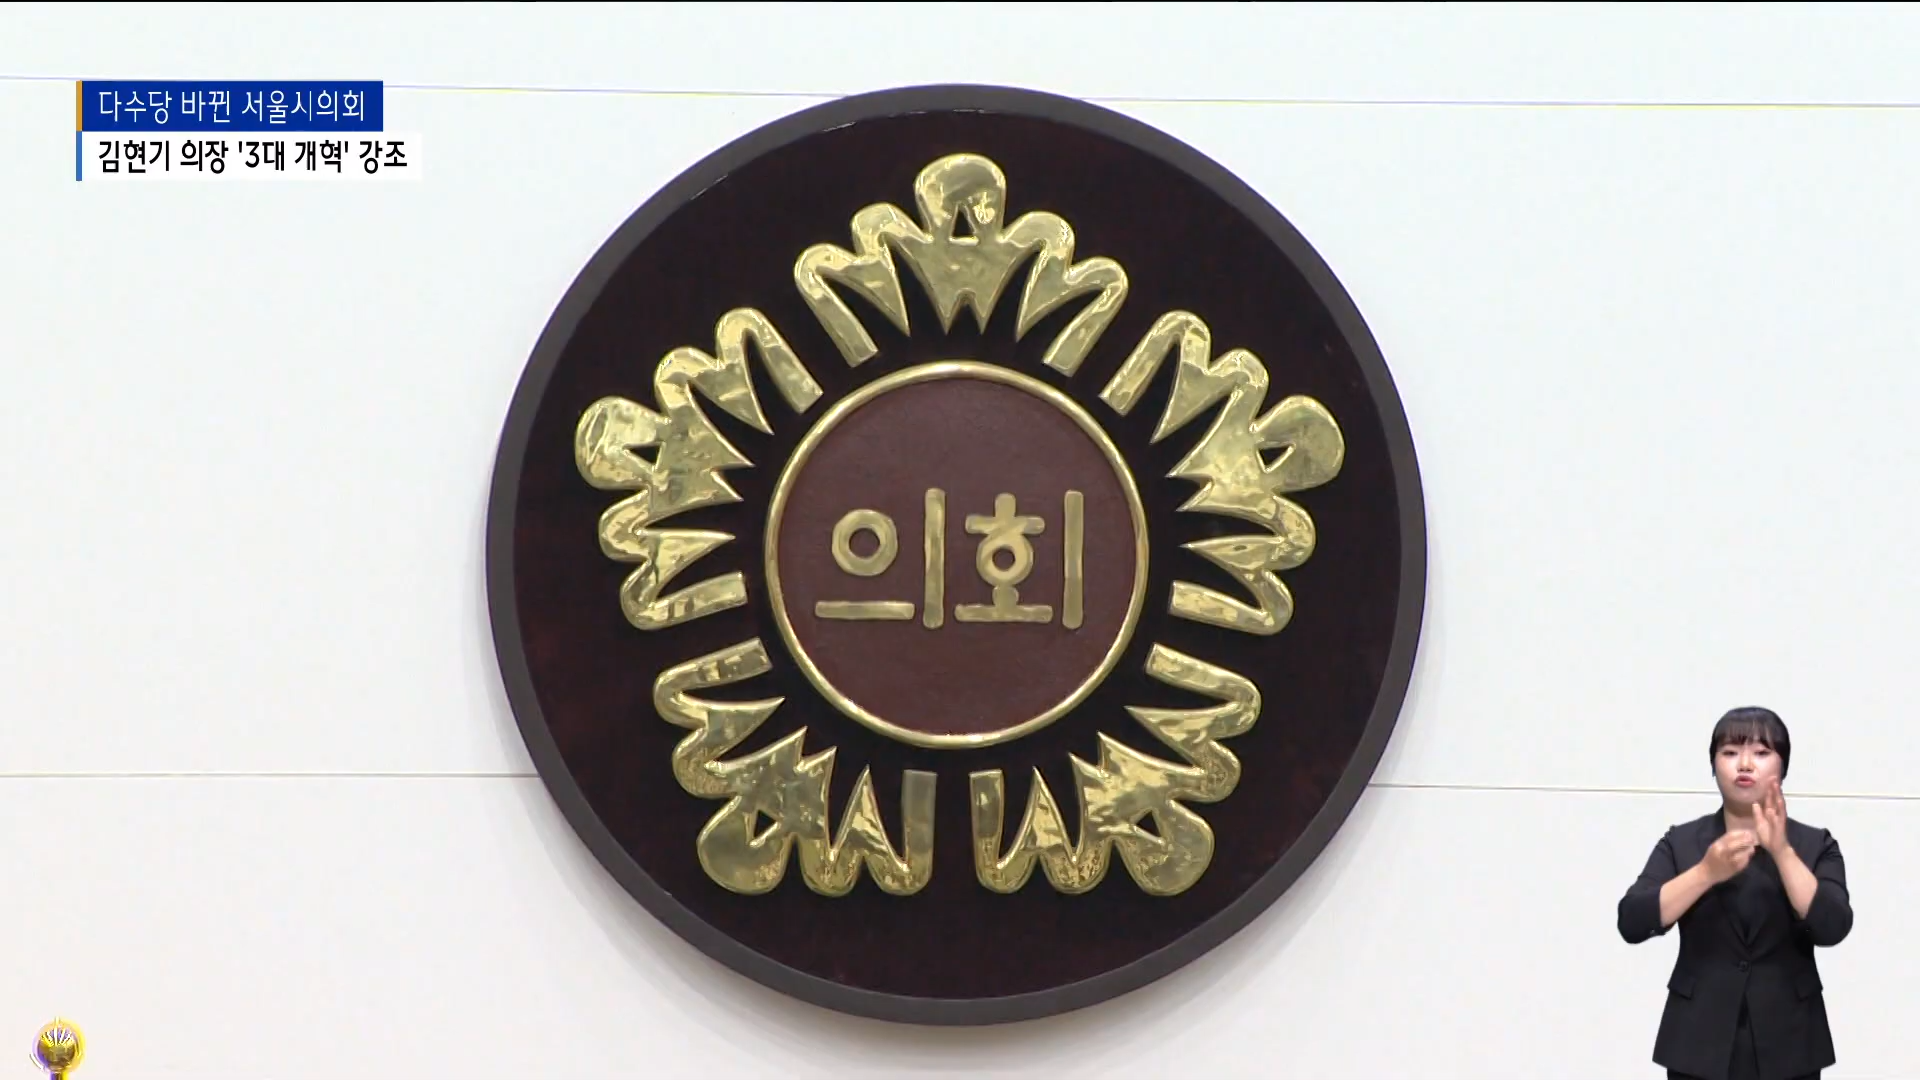 다수당 바뀐 서울시의회
김현기 의장 '3대 개혁' 강조
의회